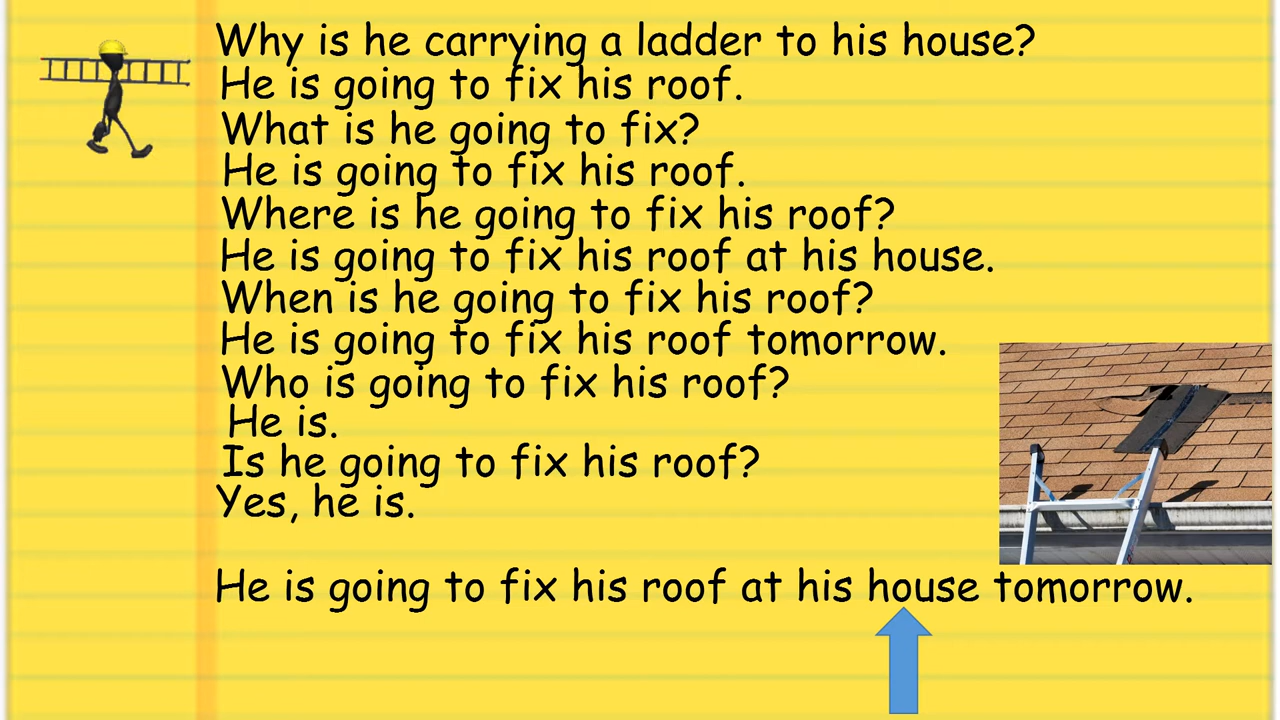 Why is he carrying a ladder to his house?
He is going to fix his roof.
What is he going to fix?
He is going to fix his roof.
Where is he going to fix his roof?
He is going to fix his roof at his house.
When is he going to fix his roof?
He is going to fix his roof tomorrow.
Who is going to fix his roof?
He is.
Is he going to fix his roof?
Yes, he is.
He is going to fix his roof at his house tomorrow.